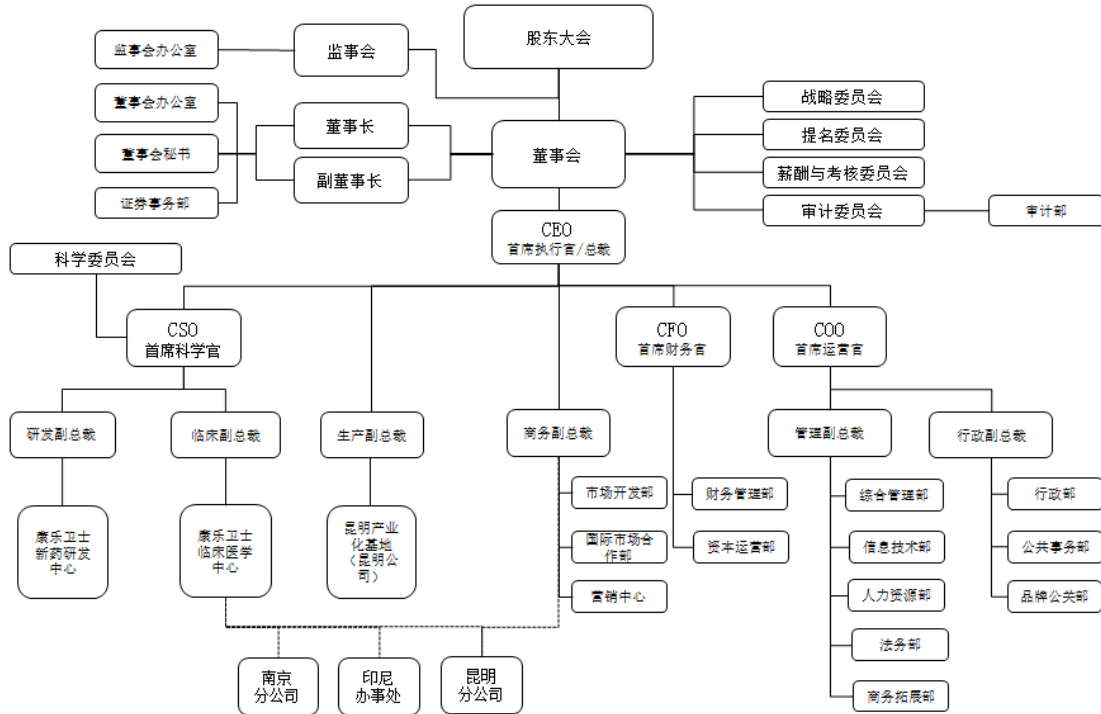 股东大会
监事会办公室
监事会
董事会办公室
董事会秘书
证券事务部
董事长
副董事长
董事会
战略委员会
提名委员会
薪酬与考核委员会
审计委员会
审计部
CEO
首席执行官/总裁
科学委员会
CSO
首席科学官
CFO
首席财务官
COO
首席运营官
研发副总裁
临床副总裁
生产副总裁
商务副总裁
管理副总裁
行政副总裁
康乐卫士
新药研发
中心
康乐卫士
临床医学
中心
昆明产业
化基地
（昆明公
司）
市场开发部
国际市场合
作部
营销中心
财务管理部
资本运营部
综合管理部
信息技术部
人力资源部
法务部
商务拓展部
行政部
公共事务部
品牌公关部
南京
分公司
印尼
办事处
昆明
分公司